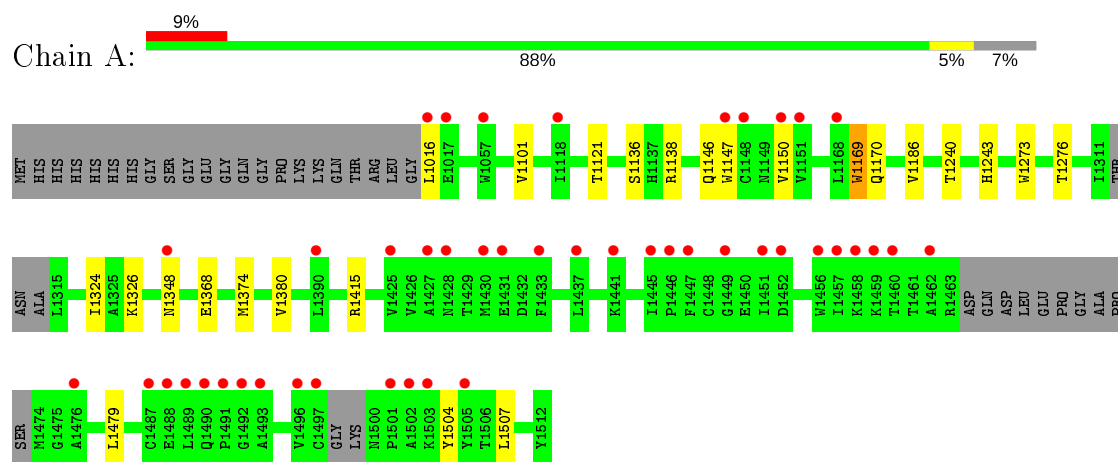 9%
Chain A:
88% 5% 7%
MET HIS HIS HIS HIS HIS HIS GLY SER GLY GLU GLY GLN GLY PRO LYS LYS GLN THR ARG LEU GLY L1016 E1017 W1057 V1101 I1118 T1121 S1136 H1137 R1138 Q1146 W1147 C1148 N1149 V1150 V1151 L1168 W1169 Q1170 V1186 T1240 H1243 W1273 T1276 I1311 THR
ASN ALA L1315 I1324 A1325 K1326 N1348 E1368 M1374 V1380 L1390 R1415 V1425 V1426 A1427 N1428 T1429 M1430 E1431 D1432 F1433 L1437 K1441 I1445 P1446 F1447 C1448 G1449 E1450 I1451 D1452 W1456 I1457 K1458 K1459 T1460 T1461 A1462 R1463 ASP GLN ASP LEU GLU PRO GLY ALA PRO
SER M1474 G1475 A1476 L1479 C1487 E1488 L1489 Q1490 P1491 G1492 A1493 V1496 C1497 GLY LYS N1500 P1501 A1502 K1503 Y1504 Y1505 T1506 L1507 Y1512